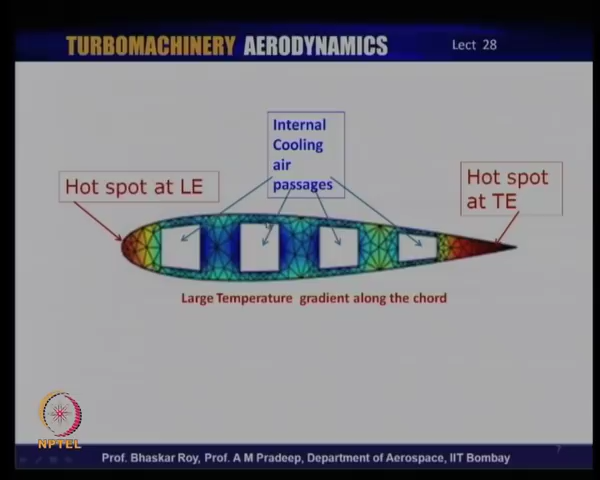 TURBOMACHINERY AERODYNAMICS
Lect 28
Internal
Cooling
air
passages
Hot spot at LE
Hot spot
at TE
Large Temperature gradient along the chord
NPTEL
Prof. Bhaskar Roy, Prof. A M Pradeep, Department of Aerospace, IIT Bombay
7